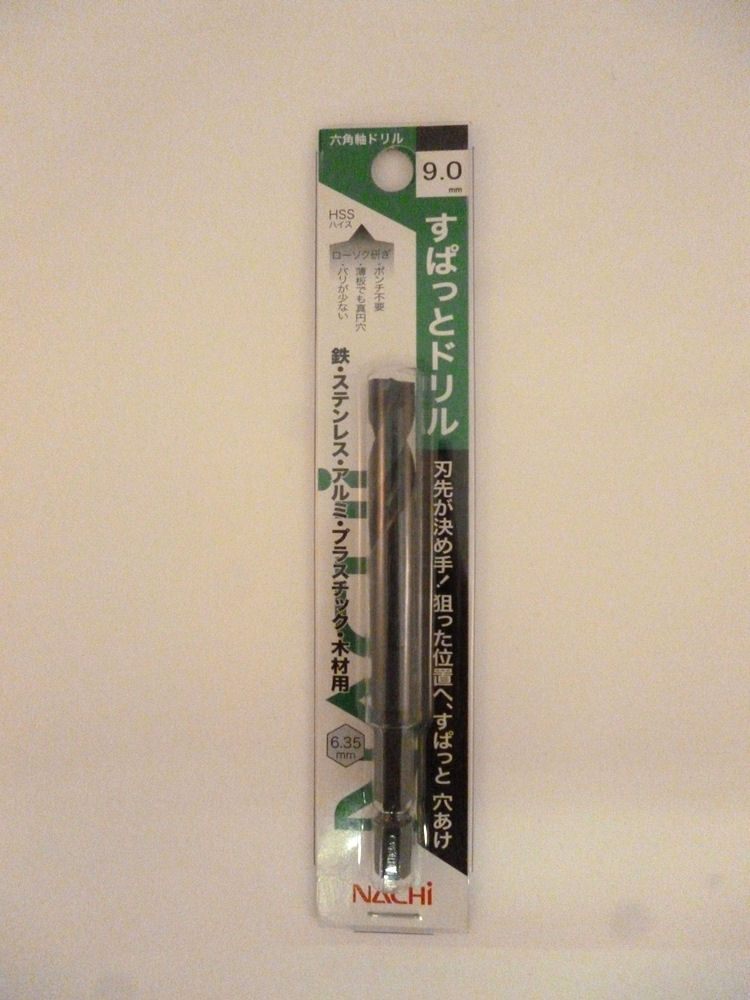 六角軸ドリル
9.0
mm
HSS
ハイス
ローソク研ぎ
・ポンチ不要
・薄板でも真円穴
・バリが少ない
すぱっとドリル
刃先が決め手！狙った位置へ、すぱっと 穴あけ
鉄・ステンレス・アルミ・プラスチック・木材用
6.35
mm
NACHi